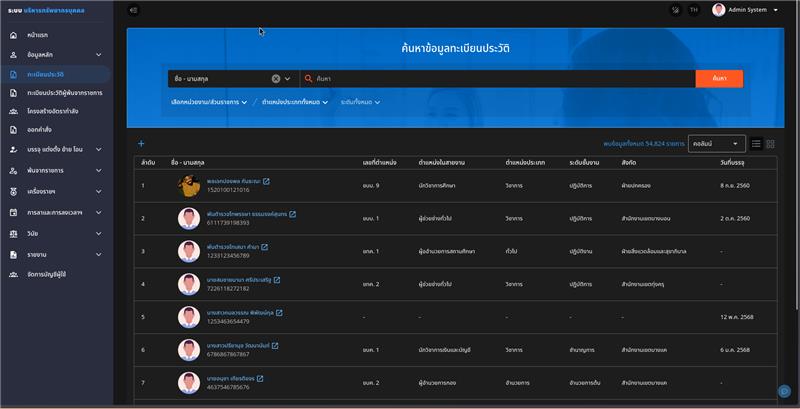 ระบบ บริหารทรัพยากรบุคคล
TH
Admin System
หน้าแรก
ข้อมูลหลัก
ทะเบียนประวัติ
ทะเบียนประวัติผู้พ้นจากราชการ
โครงสร้างอัตรากำลัง
ออกคำสั่ง
บรรจุ แต่งตั้ง ย้าย โอน
พ้นจากราชการ
เครื่องราชฯ
การลาและการลงเวลาฯ
วินัย
รายงาน
จัดการบัญชีผู้ใช้
ค้นหาข้อมูลทะเบียนประวัติ
ชื่อ - นามสกุล
ค้นหา
ค้นหา
เลือกหน่วยงาน/ส่วนราชการ / ตำแหน่งประเภททั้งหมด ระดับทั้งหมด
พบข้อมูลทั้งหมด 54,824 รายการ
คอลัมน์
ลำดับ ชื่อ - นามสกุล เลขที่ตำแหน่ง ตำแหน่งในสายงาน ตำแหน่งประเภท ระดับชั้นงาน สังกัด วันที่บรรจุ
1 พลเอกปองพล กันระณะ ขบน. 9 นักวิชาการศึกษา วิชาการ ปฏิบัติการ ฝ่ายปกครอง 8 ก.ย. 2560
1520100121016
2 พันตำรวจโทพรรษา ธรรมรงค์สุนทร ขบบ. 1 ผู้ช่วยช่างทั่วไป วิชาการ ปฏิบัติการ สำนักงานเขตบางบอน 2 ต.ค. 2560
6111739198393
3 พันตำรวจโทเสมา คำมา ขกค. 1 ผู้อำนวยการสถานศึกษา ทั่วไป ปฏิบัติงาน ฝ่ายสิ่งแวดล้อมและสุขาภิบาล -
1233123456789
4 นายสมชายนามา ศรีประเสริฐ ขทค. 2 ผู้ช่วยช่างทั่วไป วิชาการ ปฏิบัติการ สำนักงานเขตทุ่งครุ -
7226118272182
5 นางสาวกมลวรรณ พิพัฒน์กุล - - - - - 12 พ.ค. 2568
1253463654479
6 นางสาวปรียานุช วัฒนานันท์ ขบค. 1 นักวิชาการเงินและบัญชี วิชาการ ชำนาญการ สำนักงานเขตบางแค 6 ม.ค. 2568
6786867867867
7 นายอนุชา เกียรติขจร ขบค. 2 ผู้อำนวยการกอง อำนวยการ อำนวยการต้น สำนักงานเขตบางแค -
4637546785676